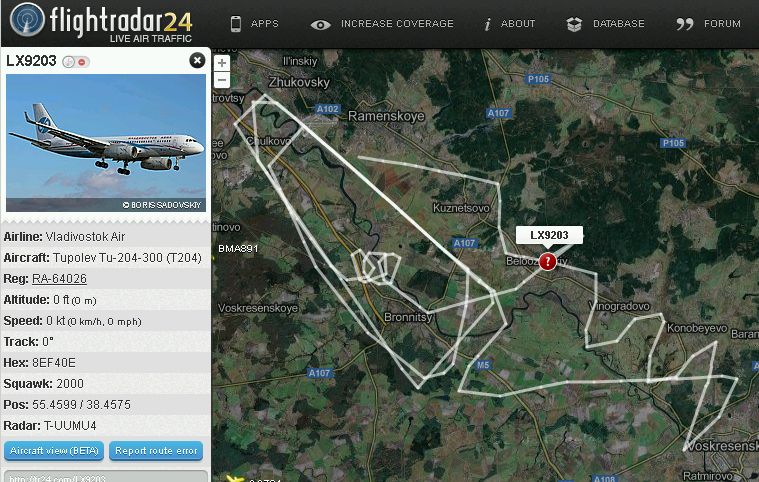 flightradar24
LIVE AIR TRAFFIC
APPS
INCREASE COVERAGE
ABOUT
DATABASE
FORUM
LX9203
© BORIS SADOVSKIY
Airline: Vladivostok Air
Aircraft: Tupolev Tu-204-300 (T204)
Reg: RA-64026
Altitude: 0 ft (0 m)
Speed: 0 kt (0 km/h, 0 mph)
Track: 0°
Hex: 8EF40E
Squawk: 2000
Pos: 55.4599 / 38.4575
Radar: T-UUMU4
Aircraft view (BETA)
Report route error
http://fr24.com/LX9203
+
−
Il'inskiy
Zhukovsky
P105
A102
A107
Ramenskoye
Chulkovo
P105
Kuznetsovo
LX9203
?
BMA891
A107
Voskresenskoye
Bronnitsy
Vinogradovo
Konobeyevo
M5
A107
Voskresensk
A108
Ratmirovo